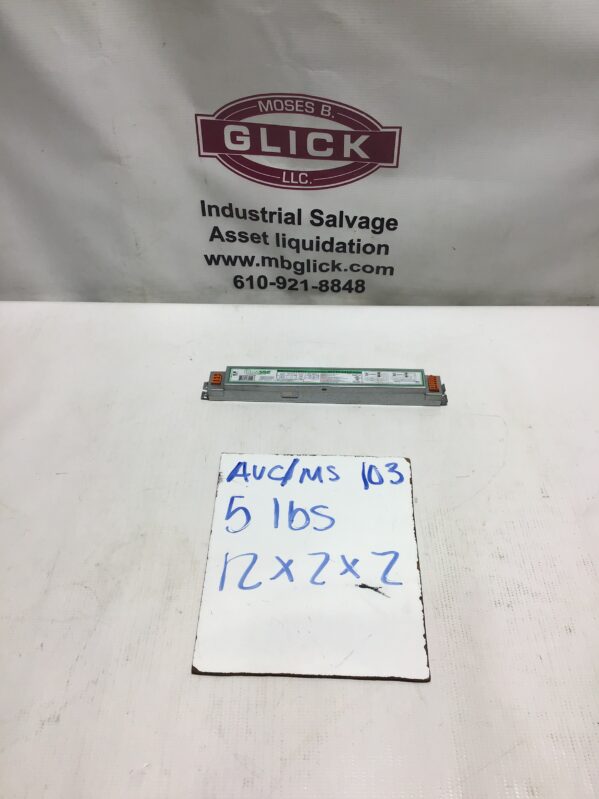 MOSES B.
GLICK
LLC.
Industrial Salvage
Asset liquidation
www.mbglick.com
610-921-8848
AVC/MS 103
5 lbs
12 x 2 x 2